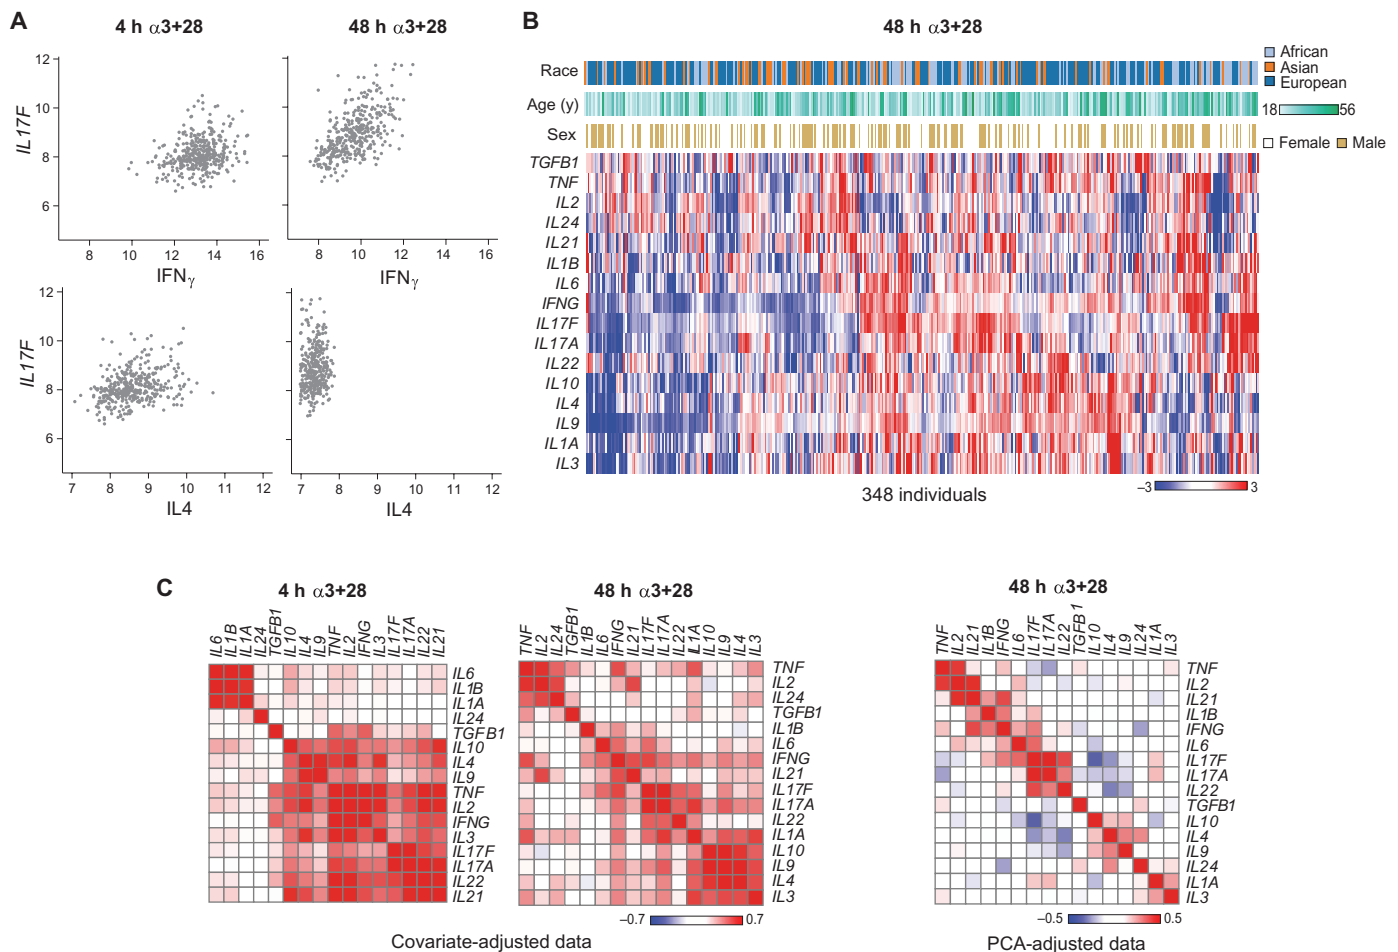 A
4 h α3+28
48 h α3+28
IL17F
12
10
8
6
8
10
12
14
16
IFNγ
8
10
12
14
16
IFNγ
IL17F
12
10
8
6
7
8
9
10
11
12
IL4
7
8
9
10
11
12
IL4
B
48 h α3+28
Race
Age (y)
Sex
African
Asian
European
18
56
Female
Male
TGFB1
TNF
IL2
IL24
IL21
IL1B
IL6
IFNG
IL17F
IL17A
IL22
IL10
IL4
IL9
IL1A
IL3
348 individuals
–3
3
C
4 h α3+28
IL6 IL1B IL1A IL24 TGFB1 IL10 IL4 IL9 TNF IL2 IFNG IL3 IL17F IL17A IL22 IL21
IL6
IL1B
IL1A
IL24
TGFB1
IL10
IL4
IL9
TNF
IL2
IFNG
IL3
IL17F
IL17A
IL22
IL21
48 h α3+28
TNF IL2 IL24 TGFB1 IL1B IL6 IFNG IL21 IL17F IL17A IL22 IL1A IL10 IL9 IL4 IL3
TNF
IL2
IL24
TGFB1
IL1B
IL6
IFNG
IL21
IL17F
IL17A
IL22
IL1A
IL10
IL9
IL4
IL3
–0.7
0.7
Covariate-adjusted data
48 h α3+28
TNF IL2 IL21 IL1B IFNG IL6 IL17F IL17A IL22 TGFB1 IL10 IL4 IL9 IL24 IL1A IL3
TNF
IL2
IL21
IL1B
IFNG
IL6
IL17F
IL17A
IL22
TGFB1
IL10
IL4
IL9
IL24
IL1A
IL3
–0.5
0.5
PCA-adjusted data